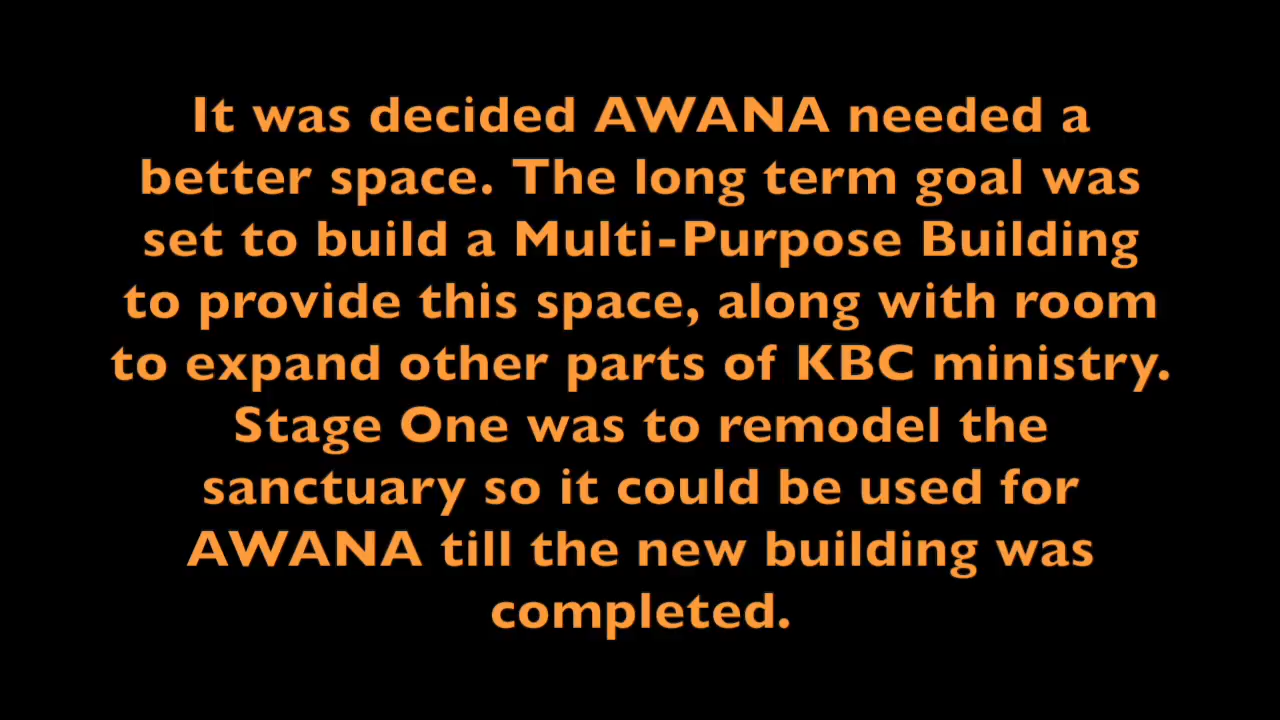 It was decided AWANA needed a
better space. The long term goal was
set to build a Multi-Purpose Building
to provide this space, along with room
to expand other parts of KBC ministry.
Stage One was to remodel the
sanctuary so it could be used for
AWANA till the new building was
completed.